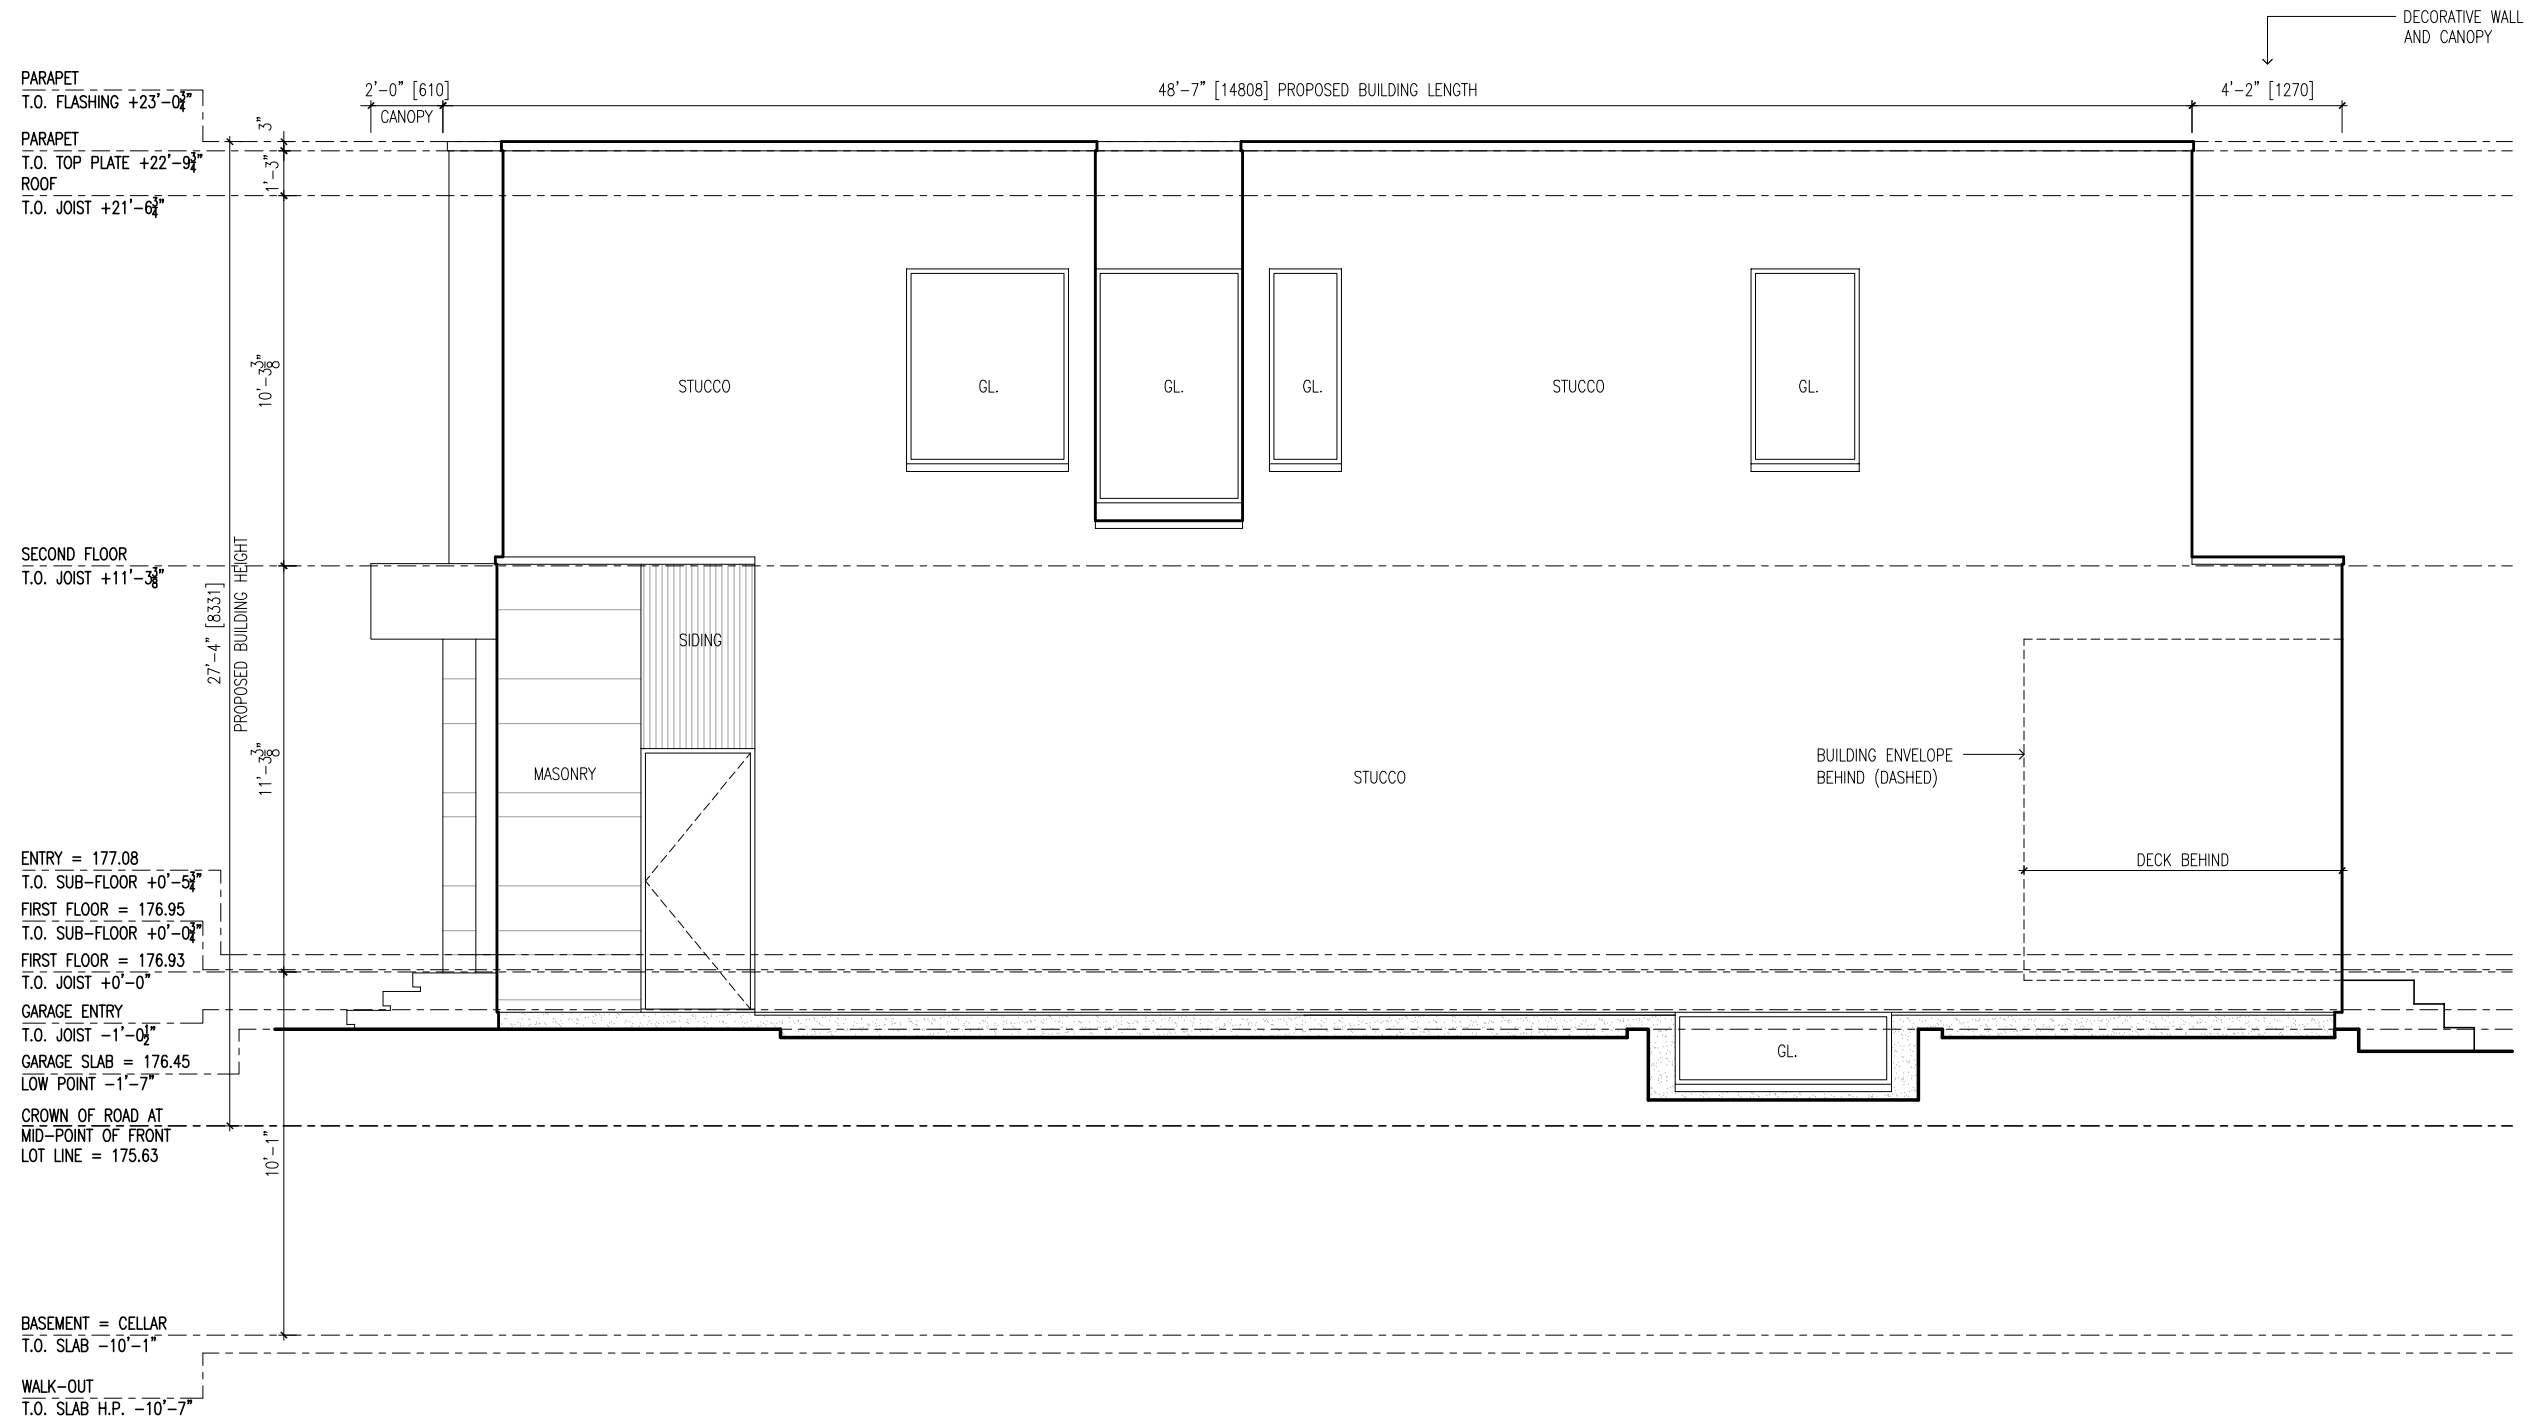 DECORATIVE WALL
AND CANOPY
PARAPET
T.O. FLASHING +23'-0¾"
2'-0" [610]
CANOPY
48'-7" [14808] PROPOSED BUILDING LENGTH
4'-2" [1270]
3"
PARAPET
T.O. TOP PLATE +22'-9¾"
1'-3"
ROOF
T.O. JOIST +21'-6¾"
10'-3⅜"
STUCCO
GL.
GL.
GL.
STUCCO
GL.
SECOND FLOOR
T.O. JOIST +11'-3⅜"
27'-4" [8331]
PROPOSED BUILDING HEIGHT
SIDING
11'-3⅜"
MASONRY
STUCCO
BUILDING ENVELOPE
BEHIND (DASHED)
DECK BEHIND
ENTRY = 177.08
T.O. SUB-FLOOR +0'-5¾"
FIRST FLOOR = 176.95
T.O. SUB-FLOOR +0'-0¾"
FIRST FLOOR = 176.93
T.O. JOIST +0'-0"
GARAGE ENTRY
T.O. JOIST -1'-0½"
GARAGE SLAB = 176.45
LOW POINT -1'-7"
GL.
CROWN OF ROAD AT
MID-POINT OF FRONT
LOT LINE = 175.63
10'-1"
BASEMENT = CELLAR
T.O. SLAB -10'-1"
WALK-OUT
T.O. SLAB H.P. -10'-7"